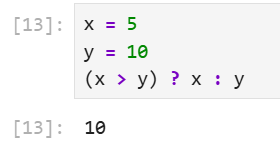 [13]: x = 5
y = 10
(x > y) ? x : y
[13]: 10